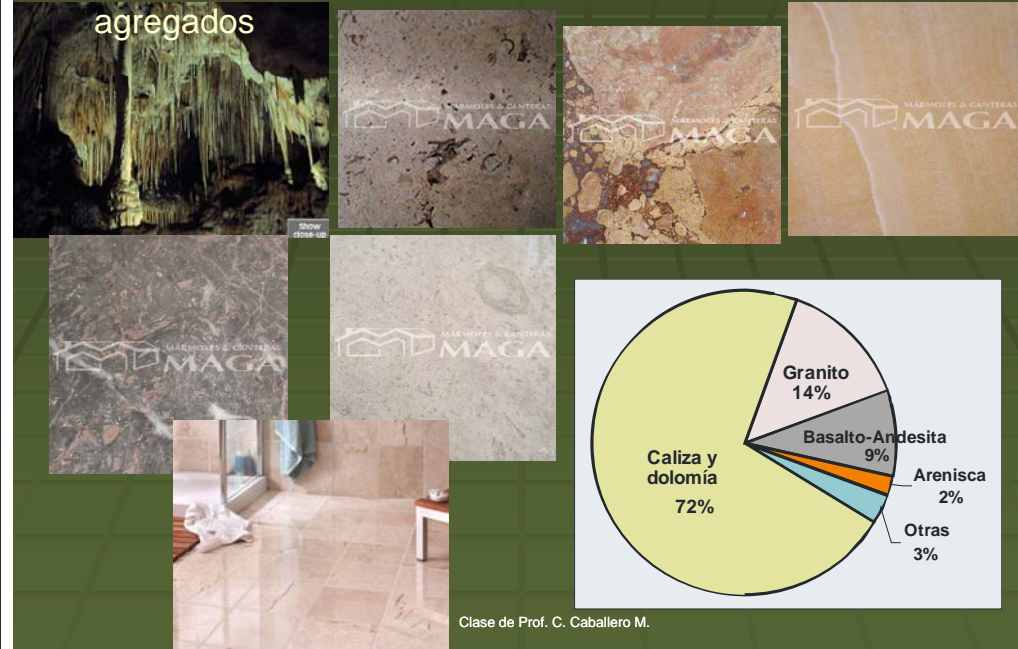 agregados
Show
close-up
MÁRMOLES & CANTERAS
MAGA
MÁRMOLES & CANTERAS
MAGA
MÁRMOLES & CANTERAS
MAGA
MÁRMOLES & CANTERAS
MAGA
MÁRMOLES & CANTERAS
MAGA
Granito
14%
Basalto-Andesita
9%
Caliza y
dolomía
72%
Arenisca
2%
Otras
3%
Clase de Prof. C. Caballero M.